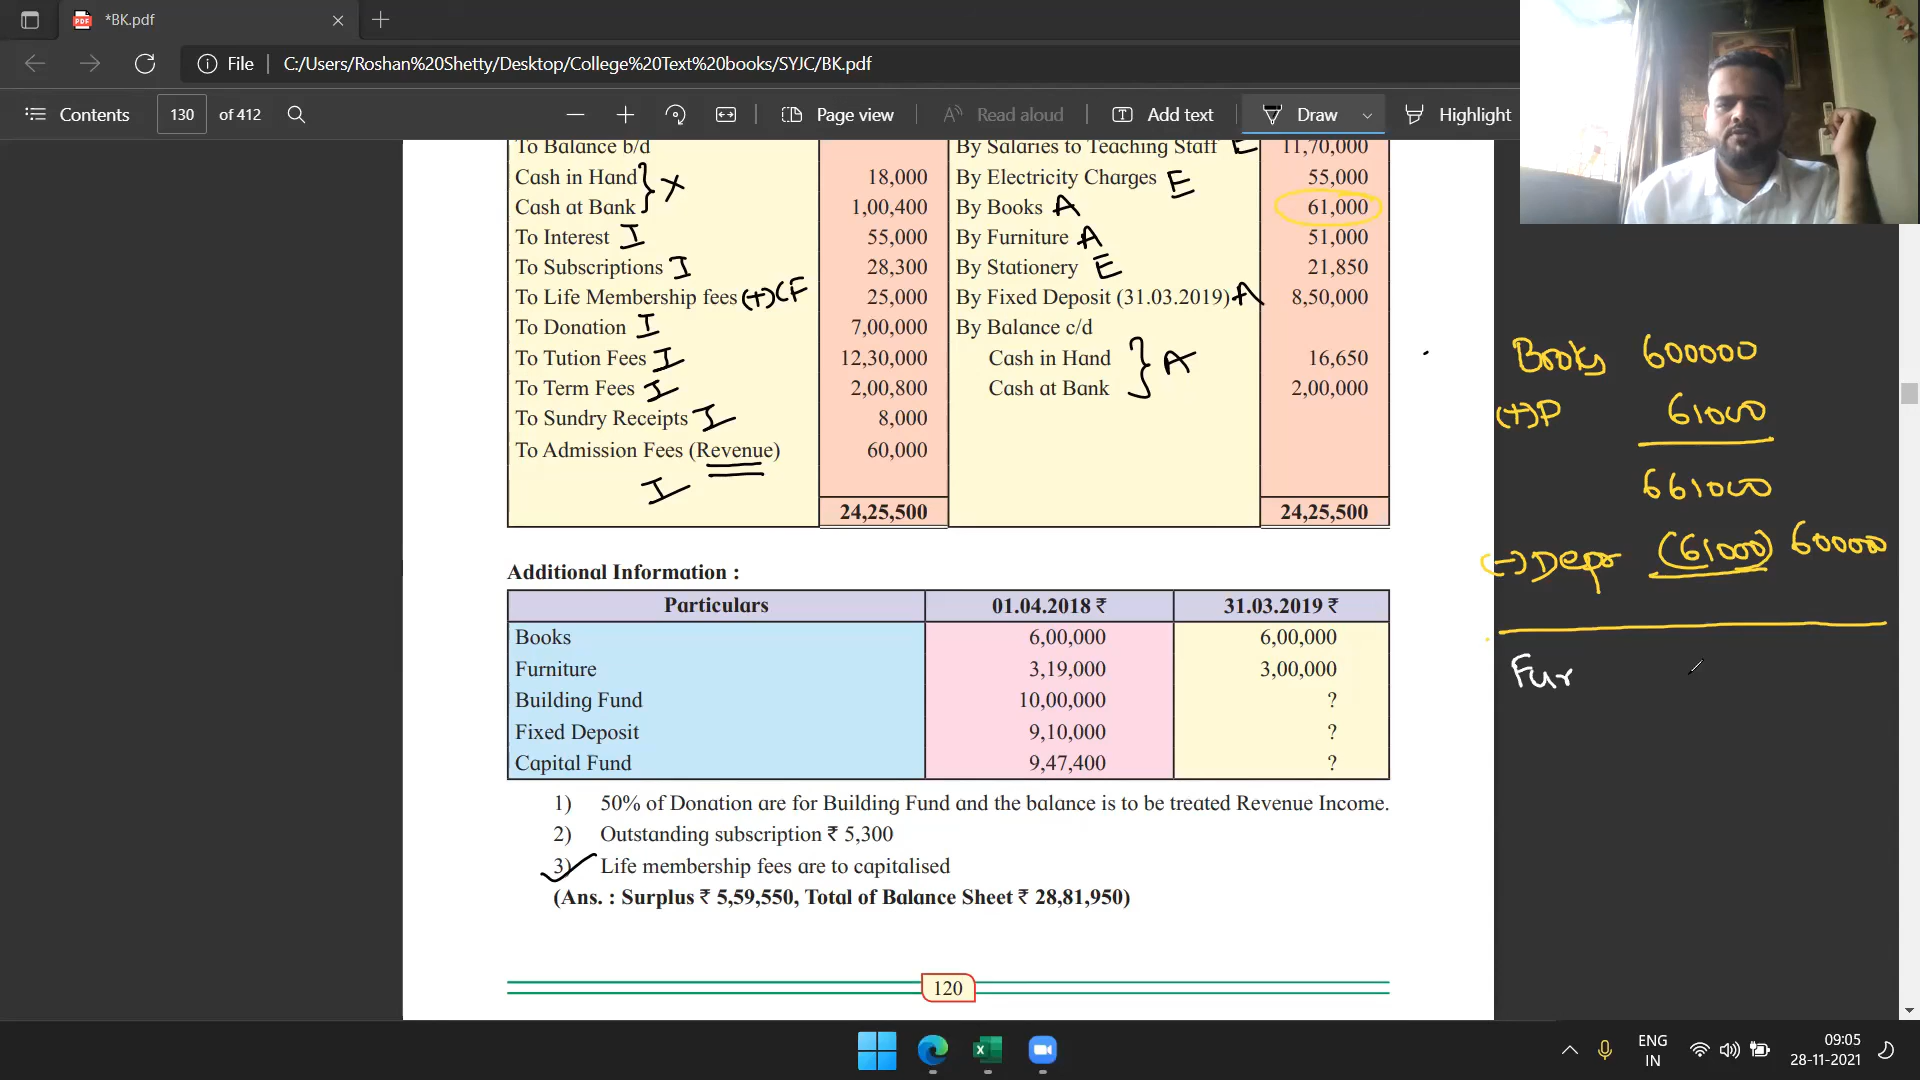 *BK.pdf
File C:/Users/Roshan%20Shetty/Desktop/College%20Text%20books/SYJC/BK.pdf
Contents 130 of 412 Page view Read aloud Add text Draw Highlight
To Balance b/d By Salaries to Teaching Staff E 11,70,000
Cash in Hand } X 18,000 By Electricity Charges E 55,000
Cash at Bank 1,00,400 By Books A 61,000
To Interest I 55,000 By Furniture A 51,000
To Subscriptions I 28,300 By Stationery E 21,850
To Life Membership fees (+)CF 25,000 By Fixed Deposit (31.03.2019) A 8,50,000
To Donation I 7,00,000 By Balance c/d
To Tution Fees I 12,30,000 Cash in Hand } A 16,650
To Term Fees I 2,00,800 Cash at Bank 2,00,000
To Sundry Receipts I 8,000
To Admission Fees (Revenue) 60,000
I
24,25,500 24,25,500
Books 600000
(+)P 61000
661000
(-)Depr (61000) 600000
Fur
Additional Information :
Particulars 01.04.2018 ₹ 31.03.2019 ₹
Books 6,00,000 6,00,000
Furniture 3,19,000 3,00,000
Building Fund 10,00,000 ?
Fixed Deposit 9,10,000 ?
Capital Fund 9,47,400 ?
1) 50% of Donation are for Building Fund and the balance is to be treated Revenue Income.
2) Outstanding subscription ₹ 5,300
3) Life membership fees are to capitalised
(Ans. : Surplus ₹ 5,59,550, Total of Balance Sheet ₹ 28,81,950)
120
ENG
IN
09:05
28-11-2021